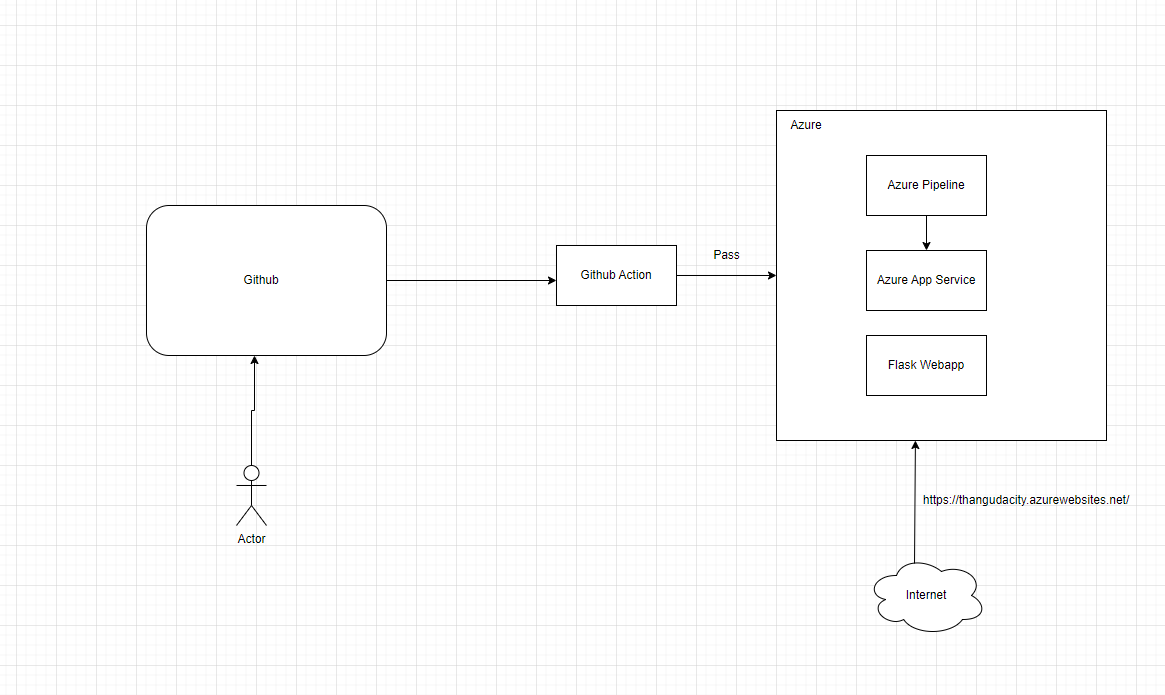 Azure
Azure Pipeline
Github
Github Action
Pass
Azure App Service
Flask Webapp
https://thangudacity.azurewebsites.net/
Actor
Internet